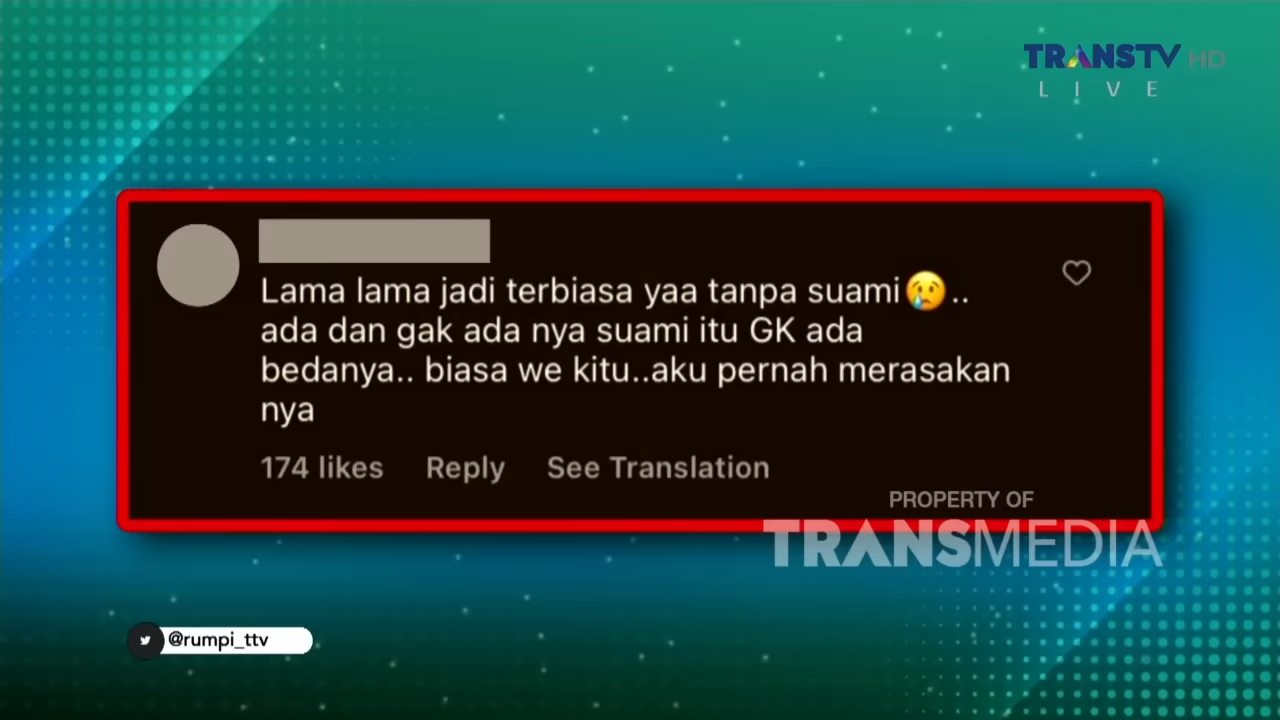 TRANSTV HD
LIVE
Lama lama jadi terbiasa yaa tanpa suami😢..
ada dan gak ada nya suami itu GK ada
bedanya.. biasa we kitu..aku pernah merasakan
nya
174 likes Reply See Translation
PROPERTY OF
TRANSMEDIA
@rumpi_ttv